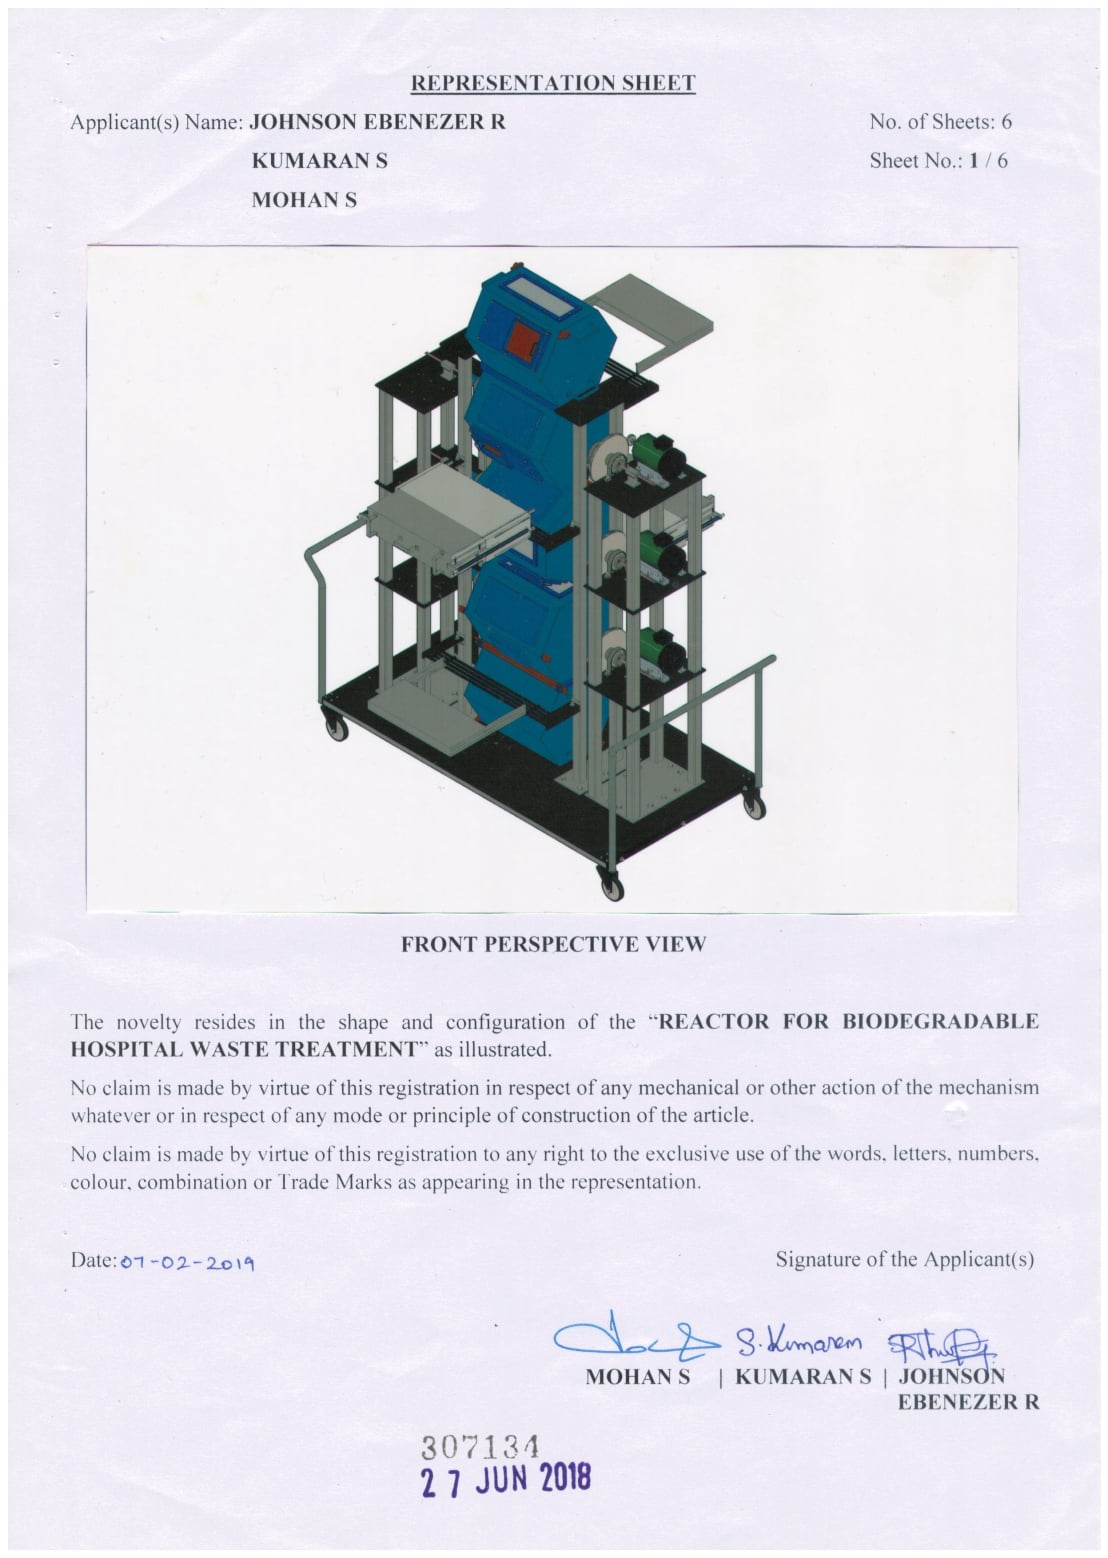 REPRESENTATION SHEET
Applicant(s) Name: JOHNSON EBENEZER R
No. of Sheets: 6
KUMARAN S
Sheet No.: 1 / 6
MOHAN S
FRONT PERSPECTIVE VIEW
The novelty resides in the shape and configuration of the “REACTOR FOR BIODEGRADABLE
HOSPITAL WASTE TREATMENT” as illustrated.
No claim is made by virtue of this registration in respect of any mechanical or other action of the mechanism
whatever or in respect of any mode or principle of construction of the article.
No claim is made by virtue of this registration to any right to the exclusive use of the words, letters, numbers,
colour, combination or Trade Marks as appearing in the representation.
Date: 07-02-2019
Signature of the Applicant(s)
S. Kumaran
MOHAN S | KUMARAN S | JOHNSON
EBENEZER R
307134
27 JUN 2018